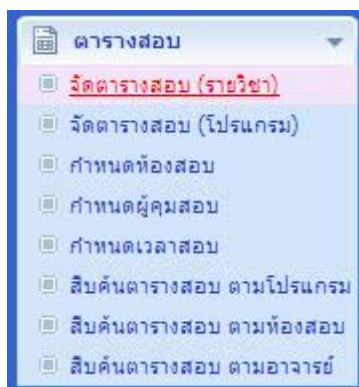 ตารางสอบ
จัดตารางสอบ (รายวิชา)
จัดตารางสอบ (โปรแกรม)
กำหนดห้องสอบ
กำหนดผู้คุมสอบ
กำหนดเวลาสอบ
สืบค้นตารางสอบ ตามโปรแกรม
สืบค้นตารางสอบ ตามห้องสอบ
สืบค้นตารางสอบ ตามอาจารย์